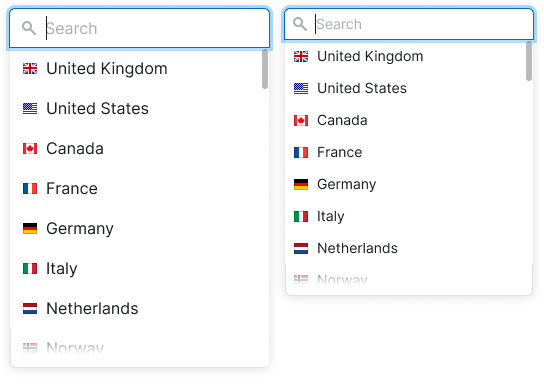 Search
United Kingdom
United States
Canada
France
Germany
Italy
Netherlands
Norway
Search
United Kingdom
United States
Canada
France
Germany
Italy
Netherlands
Norway